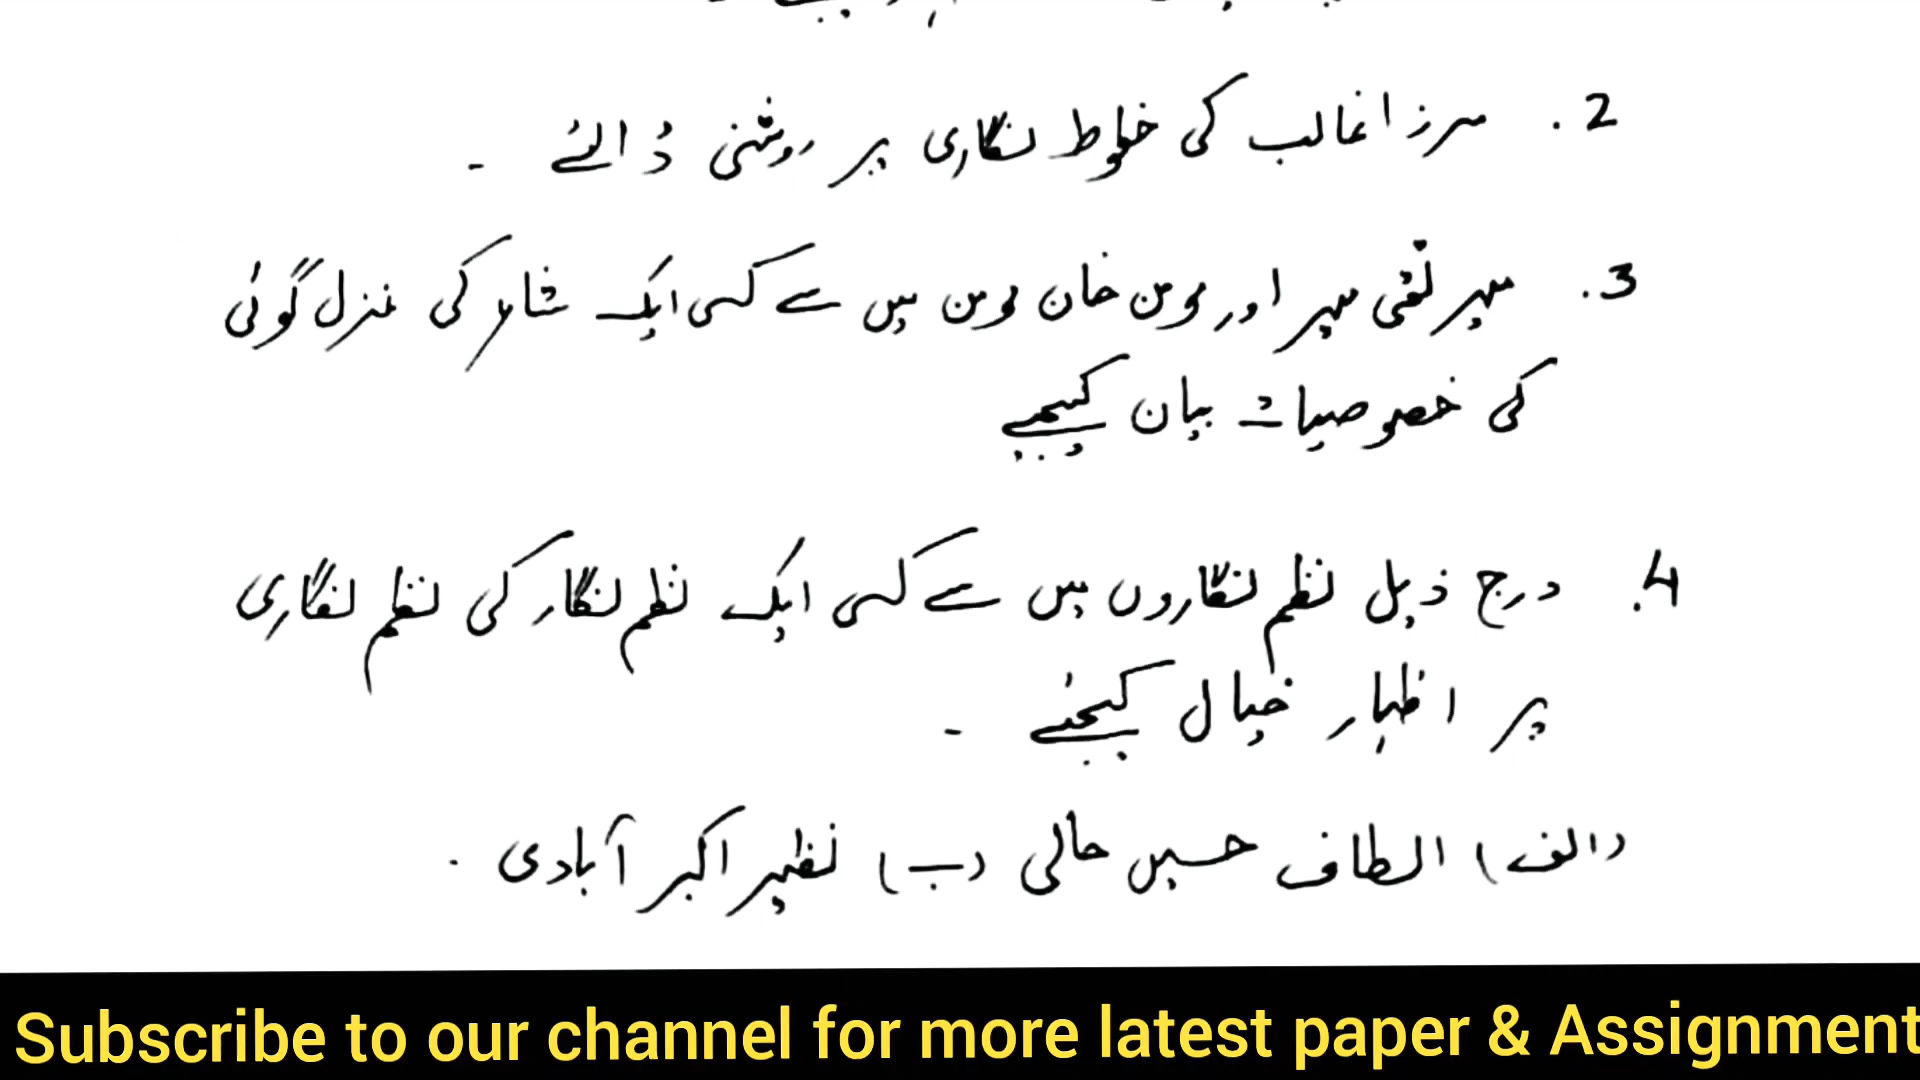 2. مرزا غالب کی خطوط نگاری پر روشنی ڈالئے ۔
3. میر تقی میر اور مومن خان مومن میں سے کسی ایک شاعر کی غزل گوئی
کی خصوصیات بیان کیجیے
4. درج ذیل نظم نگاروں میں سے کسی ایک نظم نگار کی نظم نگاری
پر اظہار خیال کیجئے ۔
(الف) الطاف حسین حالی (ب) نظیر اکبر آبادی ۔
Subscribe to our channel for more latest paper & Assignment